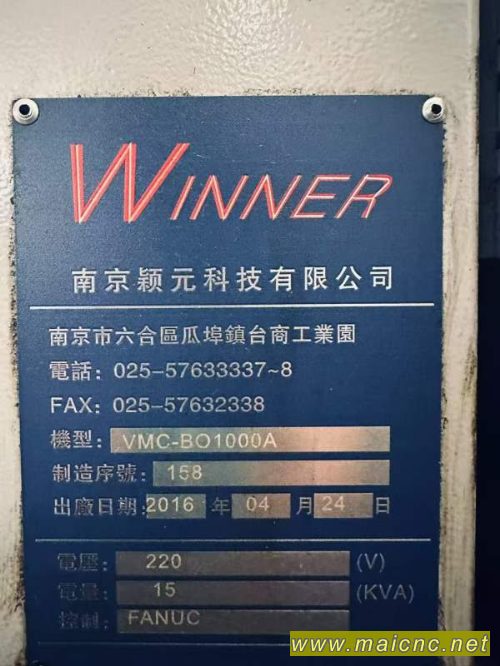 WINNER
南京颖元科技有限公司
南京市六合區瓜埠鎮台商工業園
電話: 025-57633337~8
FAX: 025-57632338
機型: VMC-BO1000A
制造序號: 158
出廠日期: 2016 年 04 月 24 日
電壓: 220 (V)
電量: 15 (KVA)
控制: FANUC
www.maicnc.net